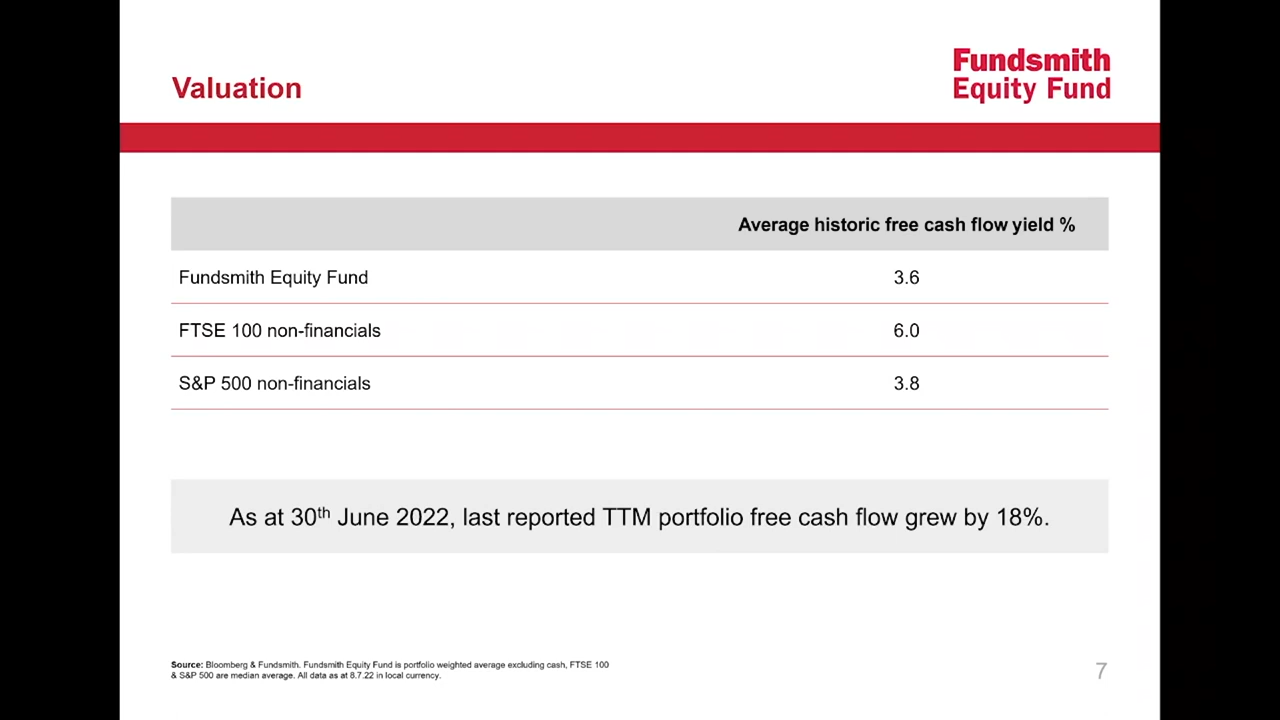 Valuation
Fundsmith
Equity Fund
Average historic free cash flow yield %
Fundsmith Equity Fund 3.6
FTSE 100 non-financials 6.0
S&P 500 non-financials 3.8
As at 30th June 2022, last reported TTM portfolio free cash flow grew by 18%.
Source: Bloomberg & Fundsmith. Fundsmith Equity Fund is portfolio weighted average excluding cash, FTSE 100
& S&P 500 are median average. All data as at 8.7.22 in local currency.
7